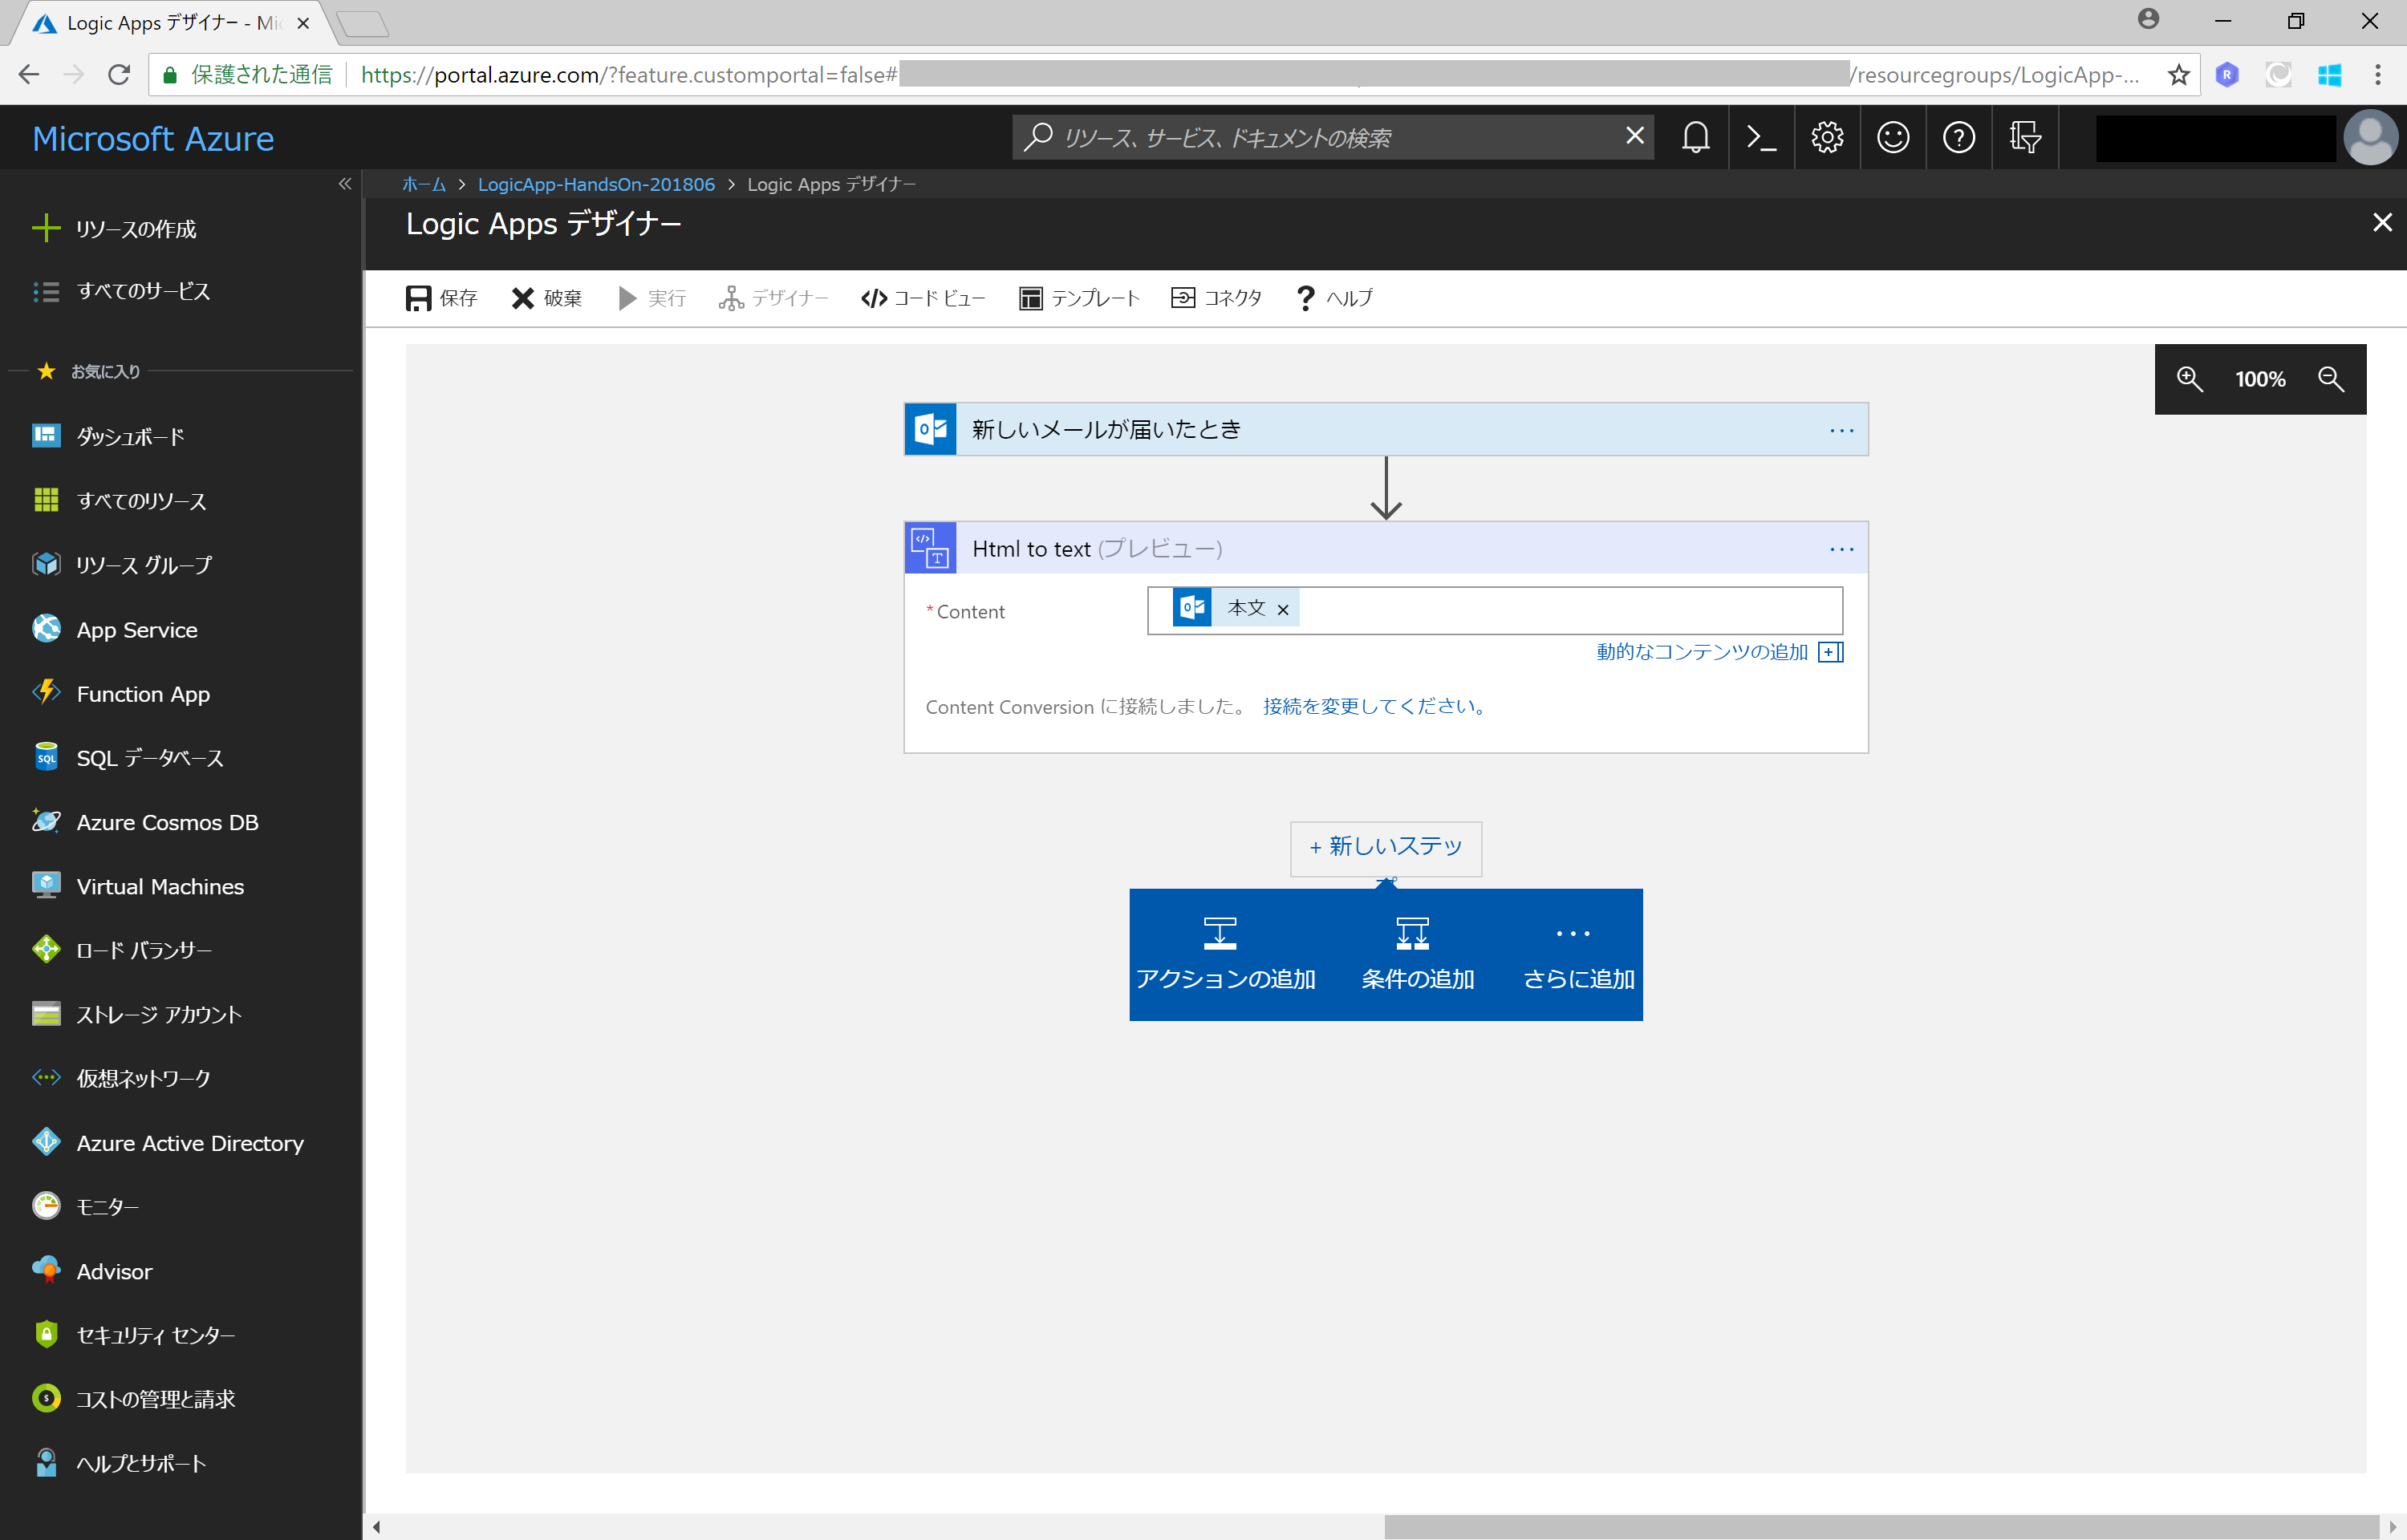 Logic Apps デザイナー - Mi
保護された通信
https://portal.azure.com/?feature.customportal=false#
/resourcegroups/LogicApp-...
Microsoft Azure
リソース、サービス、ドキュメントの検索
ホーム > LogicApp-HandsOn-201806 > Logic Apps デザイナー
Logic Apps デザイナー
リソースの作成
すべてのサービス
お気に入り
ダッシュボード
すべてのリソース
リソース グループ
App Service
Function App
SQL データベース
Azure Cosmos DB
Virtual Machines
ロード バランサー
ストレージ アカウント
仮想ネットワーク
Azure Active Directory
モニター
Advisor
セキュリティ センター
コストの管理と請求
ヘルプとサポート
保存
破棄
実行
デザイナー
コード ビュー
テンプレート
コネクタ
ヘルプ
100%
新しいメールが届いたとき
...
Html to text (プレビュー)
...
*Content
本文 ×
動的なコンテンツの追加
Content Conversion に接続しました。 接続を変更してください。
+ 新しいステッ
プ
アクションの追加
条件の追加
さらに追加